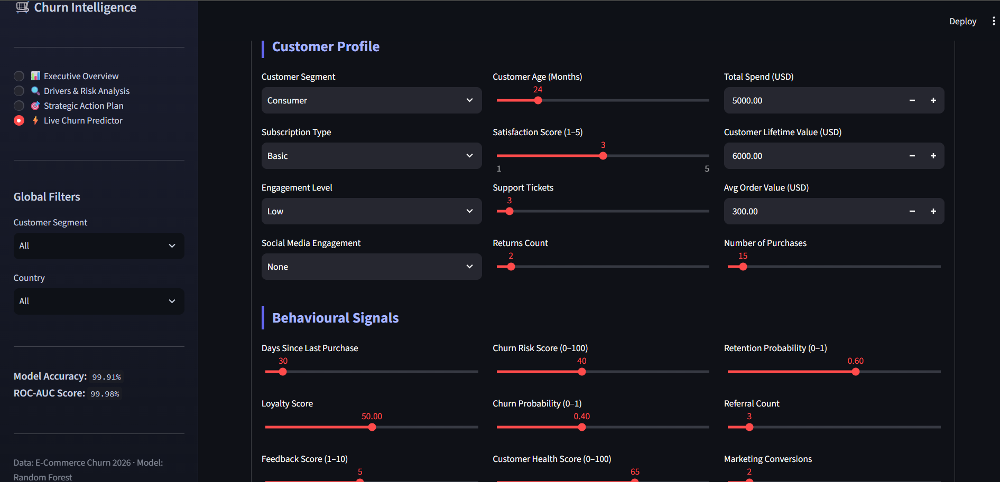 Churn Intelligence
Executive Overview
Drivers & Risk Analysis
Strategic Action Plan
Live Churn Predictor
Global Filters
Customer Segment
All
Country
All
Model Accuracy: 99.91%
ROC-AUC Score: 99.98%
Data: E-Commerce Churn 2026 · Model:
Random Forest
Deploy
Customer Profile
Customer Segment
Consumer
Customer Age (Months)
24
Total Spend (USD)
5000.00
Subscription Type
Basic
Satisfaction Score (1–5)
3
1 5
Customer Lifetime Value (USD)
6000.00
Engagement Level
Low
Support Tickets
3
Avg Order Value (USD)
300.00
Social Media Engagement
None
Returns Count
2
Number of Purchases
15
Behavioural Signals
Days Since Last Purchase
30
Churn Risk Score (0–100)
40
Retention Probability (0–1)
0.60
Loyalty Score
50.00
Churn Probability (0–1)
0.40
Referral Count
3
Feedback Score (1–10)
5
Customer Health Score (0–100)
65
Marketing Conversions
2